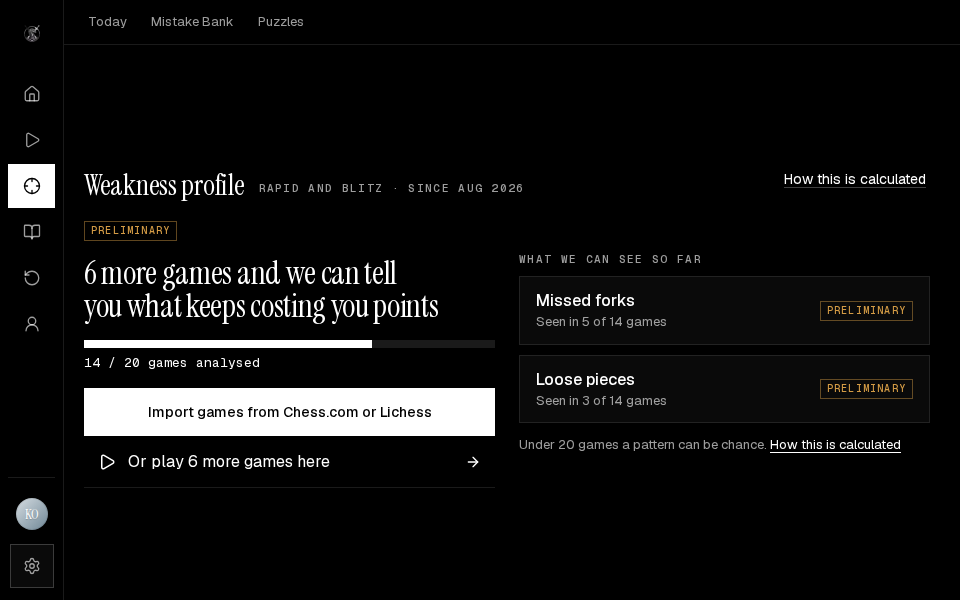 Today Mistake Bank Puzzles
Weakness profile RAPID AND BLITZ · SINCE AUG 2026
How this is calculated
PRELIMINARY
6 more games and we can tell
you what keeps costing you points
14 / 20 games analysed
Import games from Chess.com or Lichess
Or play 6 more games here
WHAT WE CAN SEE SO FAR
Missed forks
Seen in 5 of 14 games
PRELIMINARY
Loose pieces
Seen in 3 of 14 games
PRELIMINARY
Under 20 games a pattern can be chance. How this is calculated
KO